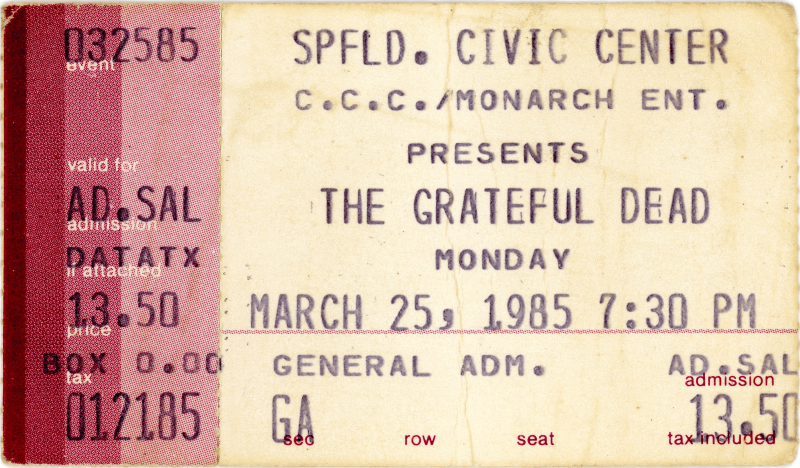 032585
event
valid for
AD.SAL
admission
DATATX
if attached
13.50
price
BOX 0.00
tax
012185
SPFLD. CIVIC CENTER
C.C.C./MONARCH ENT.
PRESENTS
THE GRATEFUL DEAD
MONDAY
MARCH 25, 1985 7:30 PM
GENERAL ADM. AD.SAL
admission
GA 13.50
sec row seat tax included